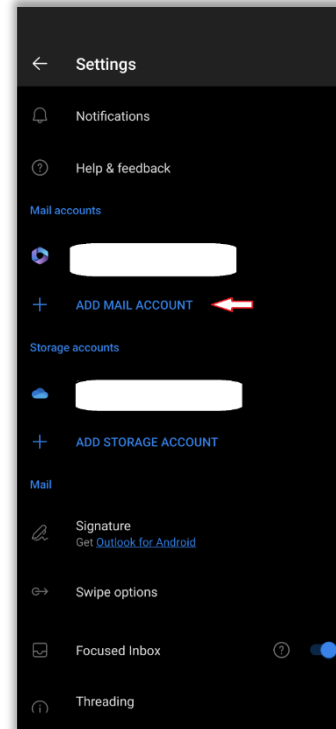 Settings
Notifications
Help & feedback
Mail accounts
ADD MAIL ACCOUNT
Storage accounts
ADD STORAGE ACCOUNT
Mail
Signature
Get Outlook for Android
Swipe options
Focused Inbox
Threading